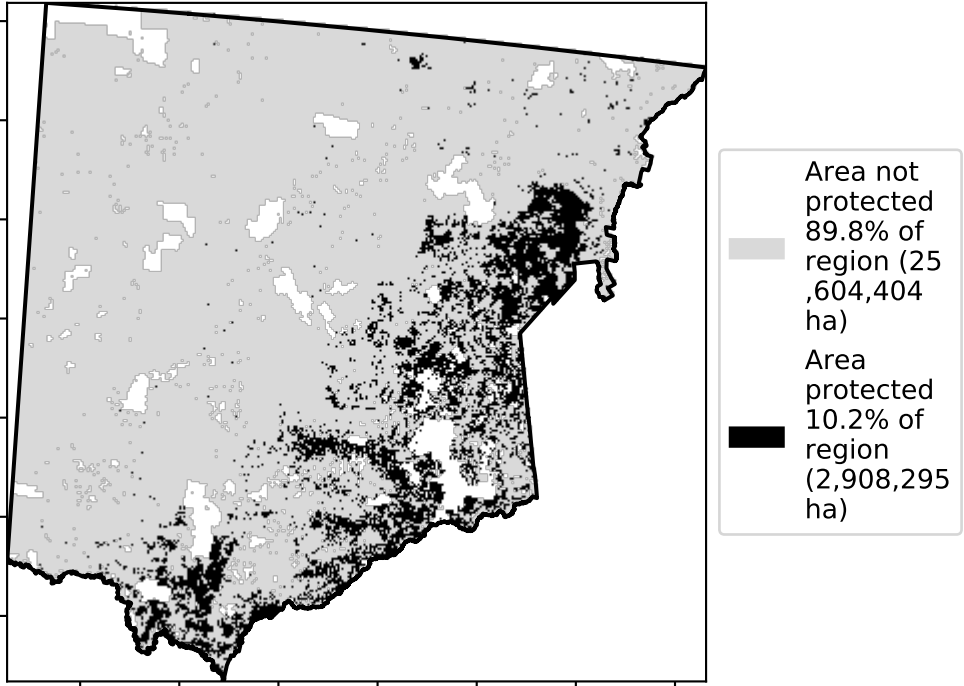 Area not
protected
89.8% of
region (25
,604,404
ha)
Area
protected
10.2% of
region
(2,908,295
ha)